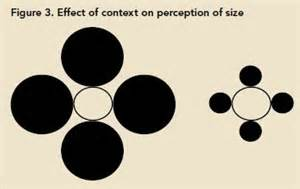 Figure 3. Effect of context on perception of size